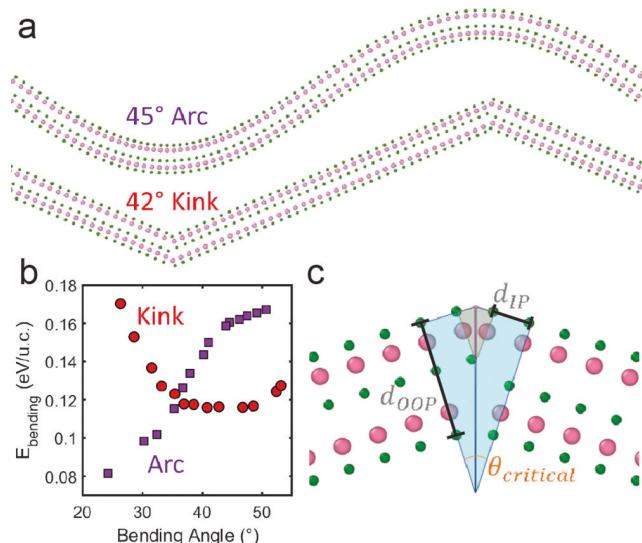 a
45° Arc
42° Kink
b
0.18
0.16
0.14
0.12
0.1
0.08
E_bending (eV/u.c.)
Kink
Arc
20
30
40
50
Bending Angle (°)
c
d_IP
d_OOP
θ_critical